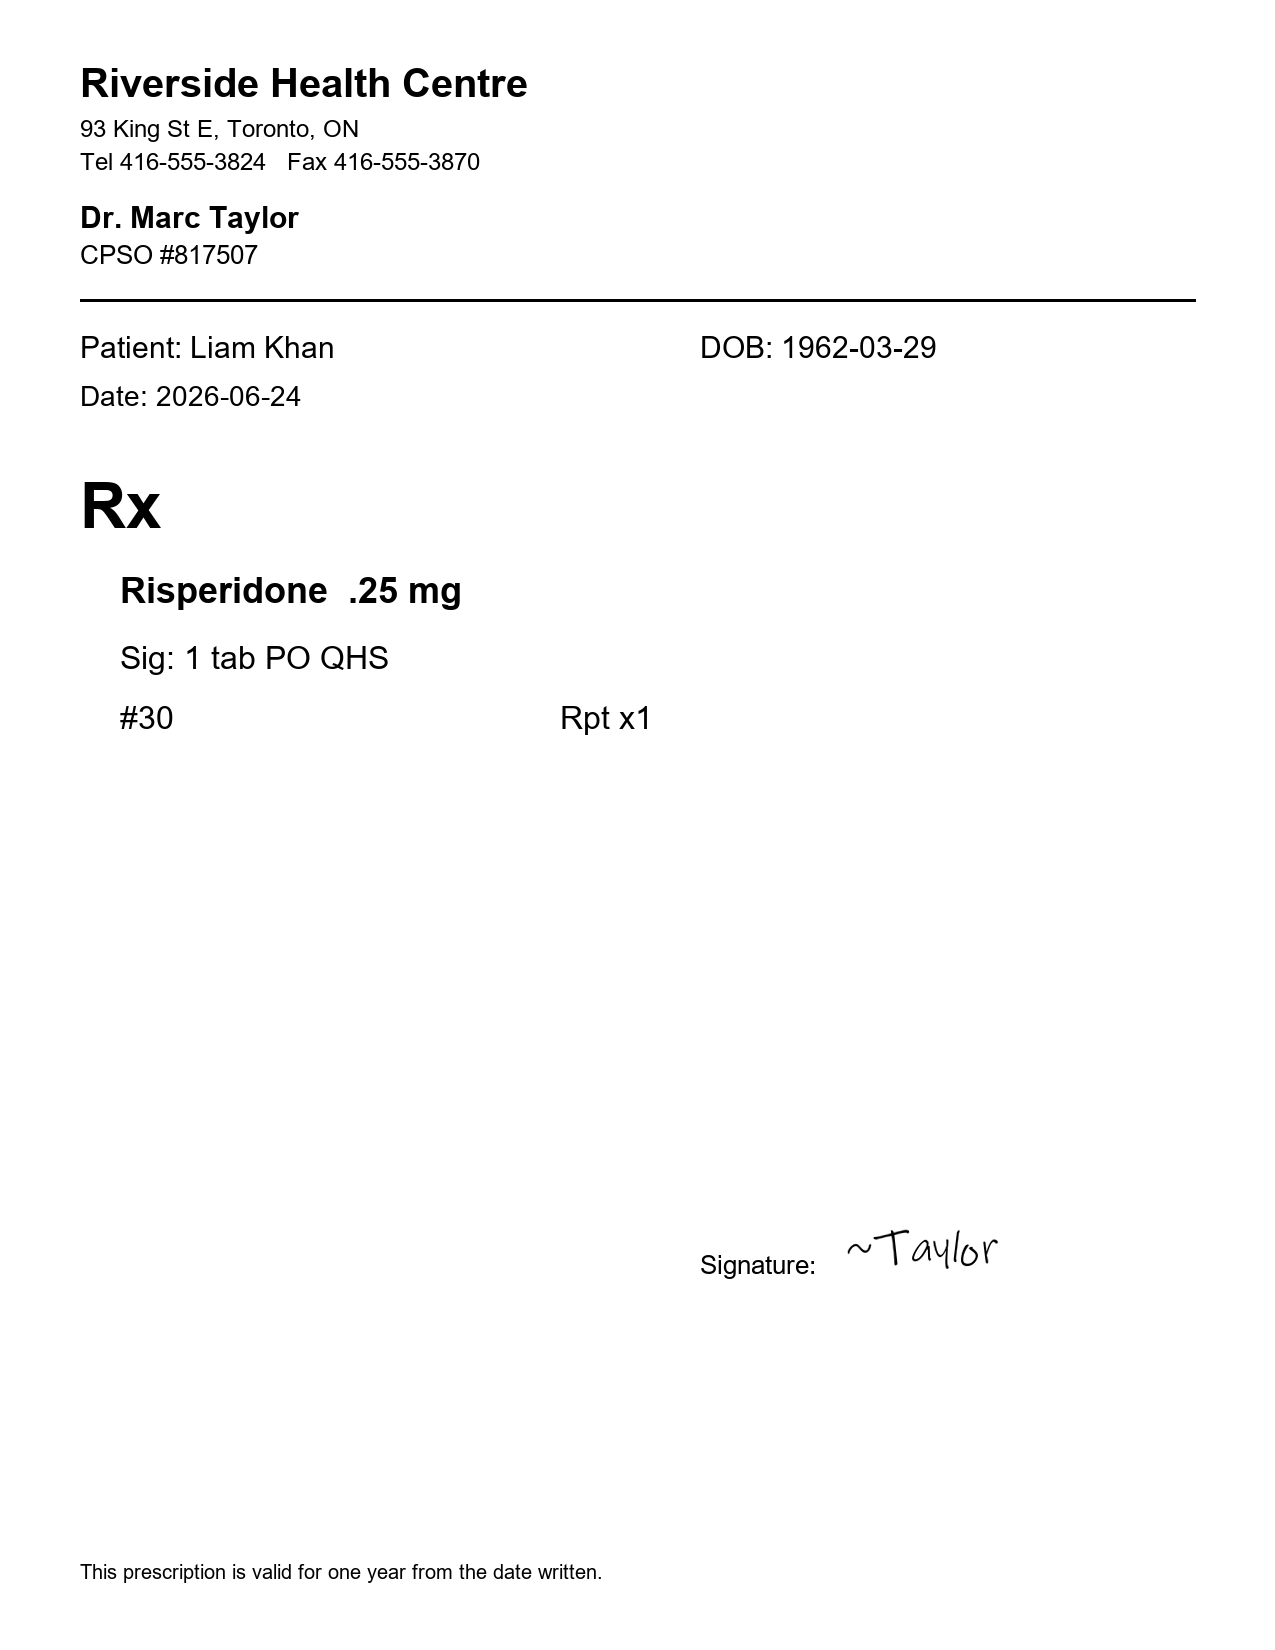 Riverside Health Centre
93 King St E, Toronto, ON
Tel 416-555-3824 Fax 416-555-3870
Dr. Marc Taylor
CPSO #817507
Patient: Liam Khan DOB: 1962-03-29
Date: 2026-06-24
Rx
Risperidone .25 mg
Sig: 1 tab PO QHS
#30 Rpt x1
Signature: ~Taylor
This prescription is valid for one year from the date written.